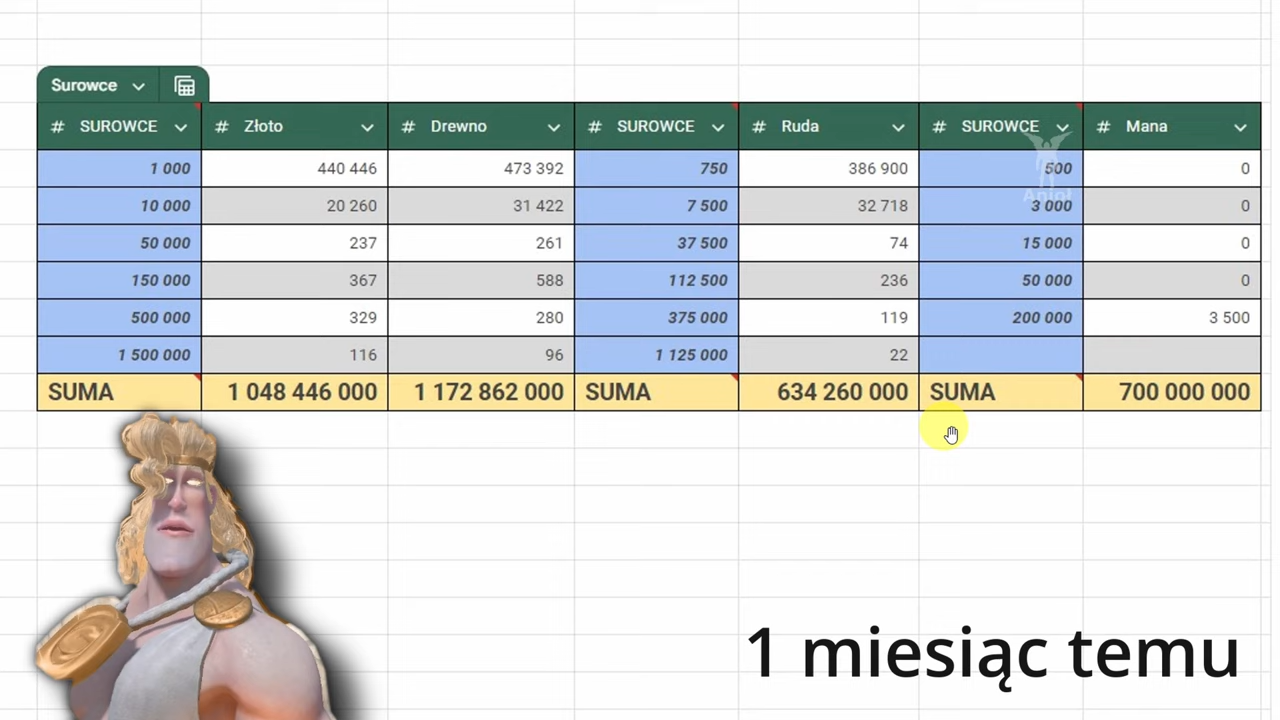 Surowce
# SUROWCE # Złoto # Drewno # SUROWCE # Ruda # SUROWCE # Mana
1 000 440 446 473 392 750 386 900 500 0
10 000 20 260 31 422 7 500 32 718 3 000 0
50 000 237 261 37 500 74 15 000 0
150 000 367 588 112 500 236 50 000 0
500 000 329 280 375 000 119 200 000 3 500
1 500 000 116 96 1 125 000 22
SUMA 1 048 446 000 1 172 862 000 SUMA 634 260 000 SUMA 700 000 000
1 miesiąc temu